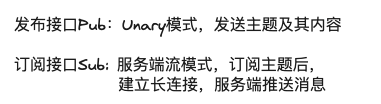 发布接口Pub：Unary模式，发送主题及其内容
订阅接口Sub: 服务端流模式，订阅主题后，
建立长连接，服务端推送消息